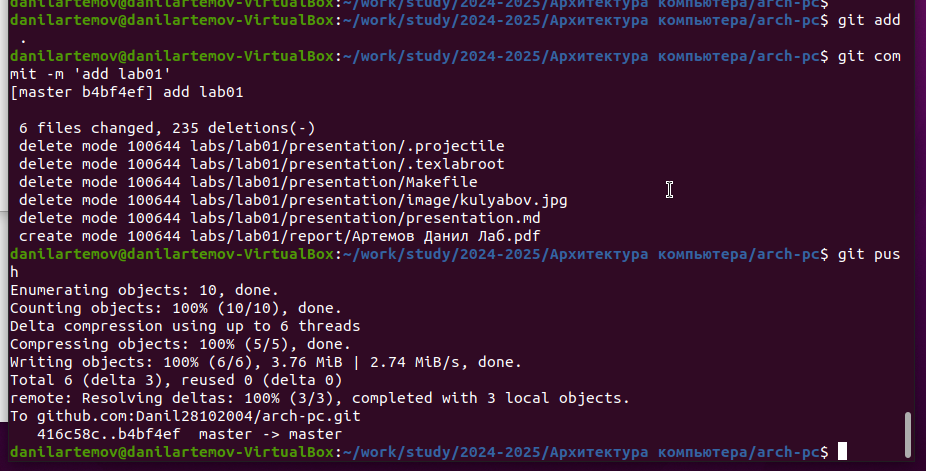 danilartemov@danilartemov-VirtualBox:~/work/study/2024-2025/Архитектура компьютера/arch-pc$
danilartemov@danilartemov-VirtualBox:~/work/study/2024-2025/Архитектура компьютера/arch-pc$ git add
 .
danilartemov@danilartemov-VirtualBox:~/work/study/2024-2025/Архитектура компьютера/arch-pc$ git com
mit -m 'add lab01'
[master b4bf4ef] add lab01
 6 files changed, 235 deletions(-)
 delete mode 100644 labs/lab01/presentation/.projectile
 delete mode 100644 labs/lab01/presentation/.texlabroot
 delete mode 100644 labs/lab01/presentation/Makefile
 delete mode 100644 labs/lab01/presentation/image/kulyabov.jpg
 delete mode 100644 labs/lab01/presentation/presentation.md
 create mode 100644 labs/lab01/report/Артемов Данил Лаб.pdf
danilartemov@danilartemov-VirtualBox:~/work/study/2024-2025/Архитектура компьютера/arch-pc$ git pus
h
Enumerating objects: 10, done.
Counting objects: 100% (10/10), done.
Delta compression using up to 6 threads
Compressing objects: 100% (5/5), done.
Writing objects: 100% (6/6), 3.76 MiB | 2.74 MiB/s, done.
Total 6 (delta 3), reused 0 (delta 0)
remote: Resolving deltas: 100% (3/3), completed with 3 local objects.
To github.com:Danil28102004/arch-pc.git
   416c58c..b4bf4ef  master -> master
danilartemov@danilartemov-VirtualBox:~/work/study/2024-2025/Архитектура компьютера/arch-pc$